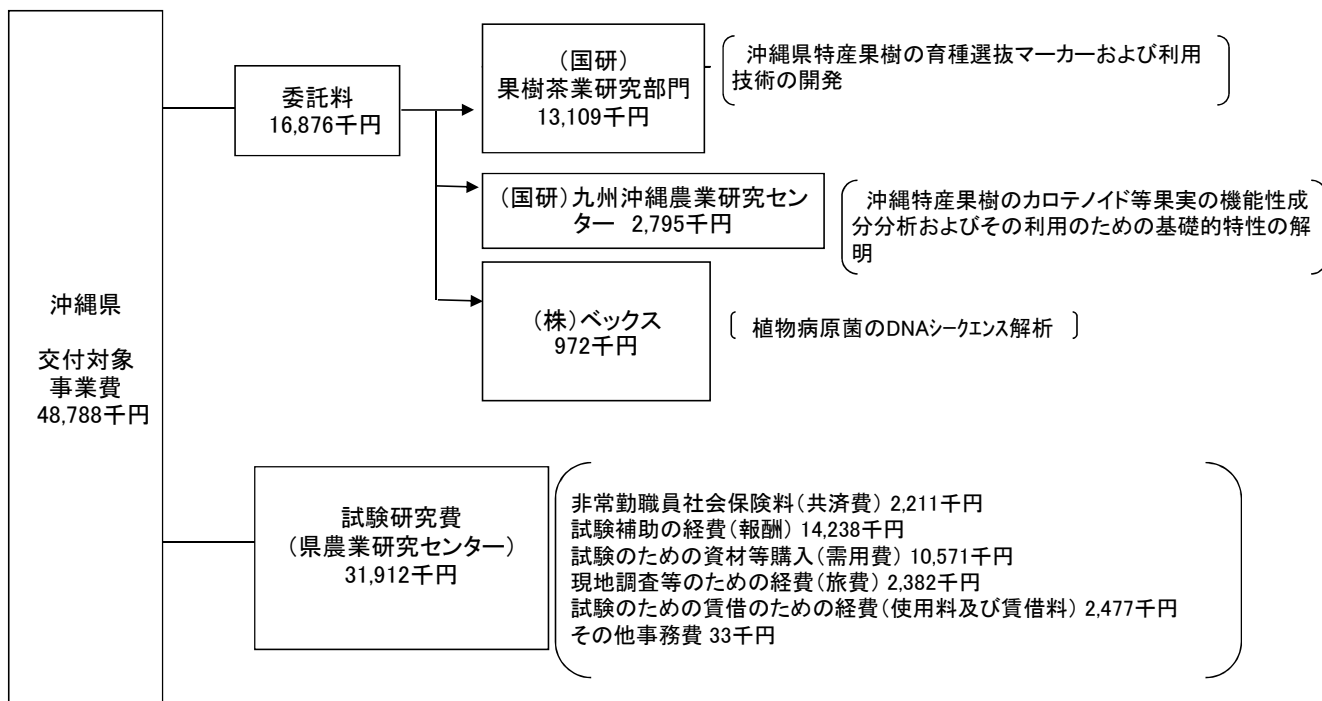 沖縄県
交付対象
事業費
48,788千円
委託料
16,876千円
（国研）
果樹茶業研究部門
13,109千円
沖縄県特産果樹の育種選抜マーカーおよび利用
技術の開発
（国研）九州沖縄農業研究セン
ター 2,795千円
沖縄特産果樹のカロテノイド等果実の機能性成
分分析およびその利用のための基礎的特性の解
明
（株）ベックス
972千円
植物病原菌のDNAシークエンス解析
試験研究費
（県農業研究センター）
31,912千円
非常勤職員社会保険料（共済費） 2,211千円
試験補助の経費（報酬） 14,238千円
試験のための資材等購入（需用費） 10,571千円
現地調査等のための経費（旅費） 2,382千円
試験のための賃借のための経費（使用料及び賃借料） 2,477千円
その他事務費 33千円